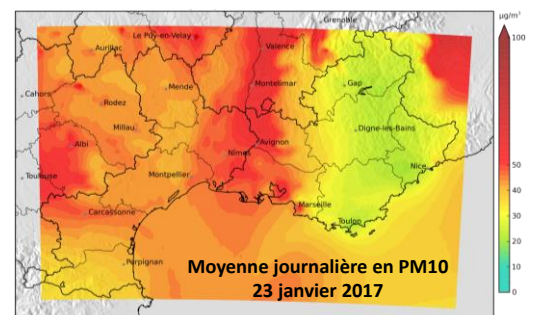 µg/m³
Grenoble
Le Puy-en-Velay
100
Aurillac
Valence
Cahors
Mende
Montelimar
Gap
Rodez
Millau
Digne-les-Bains
Albi
Avignon
50
Nîmes
Nice
Toulouse
Montpellier
40
Marseille
Carcassonne
30
Toulon
20
Perpignan
Moyenne journalière en PM10
10
23 janvier 2017
0